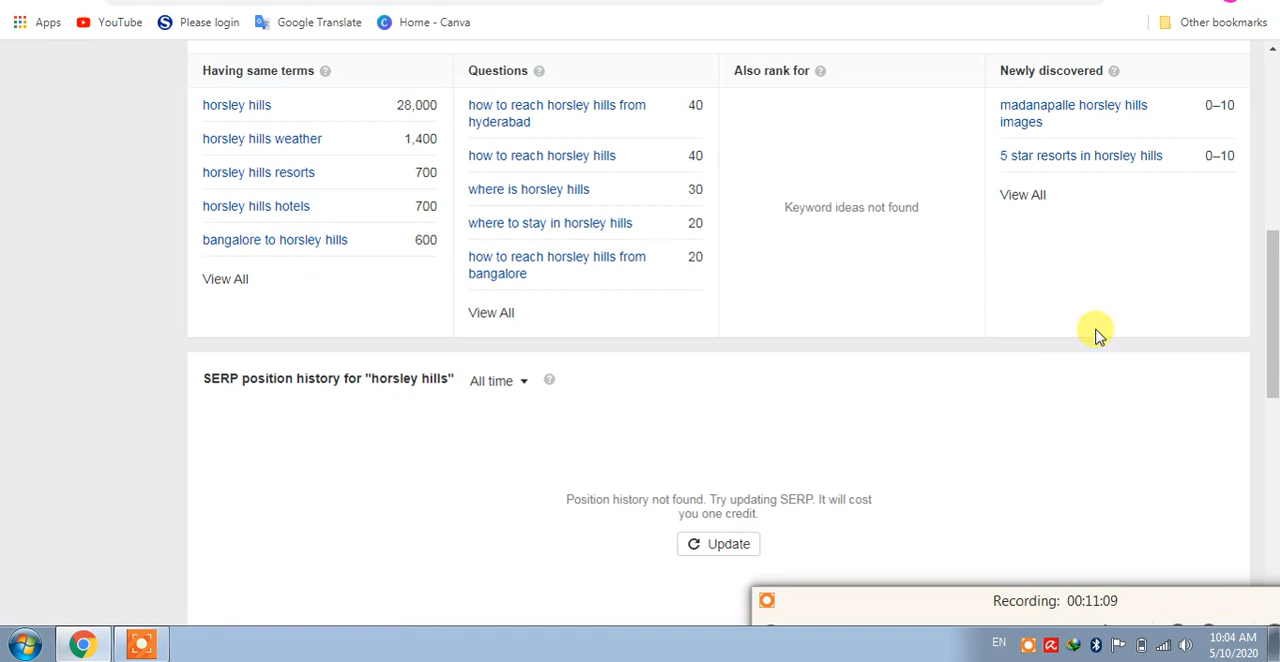 Apps YouTube Please login Google Translate Home - Canva Other bookmarks
Having same terms
horsley hills 28,000
horsley hills weather 1,400
horsley hills resorts 700
horsley hills hotels 700
bangalore to horsley hills 600
View All
Questions
how to reach horsley hills from 40
hyderabad
how to reach horsley hills 40
where is horsley hills 30
where to stay in horsley hills 20
how to reach horsley hills from 20
bangalore
View All
Also rank for
Keyword ideas not found
Newly discovered
madanapalle horsley hills 0–10
images
5 star resorts in horsley hills 0–10
View All
SERP position history for "horsley hills" All time
Position history not found. Try updating SERP. It will cost
you one credit.
Update
Recording: 00:11:09
EN
10:04 AM
5/10/2020